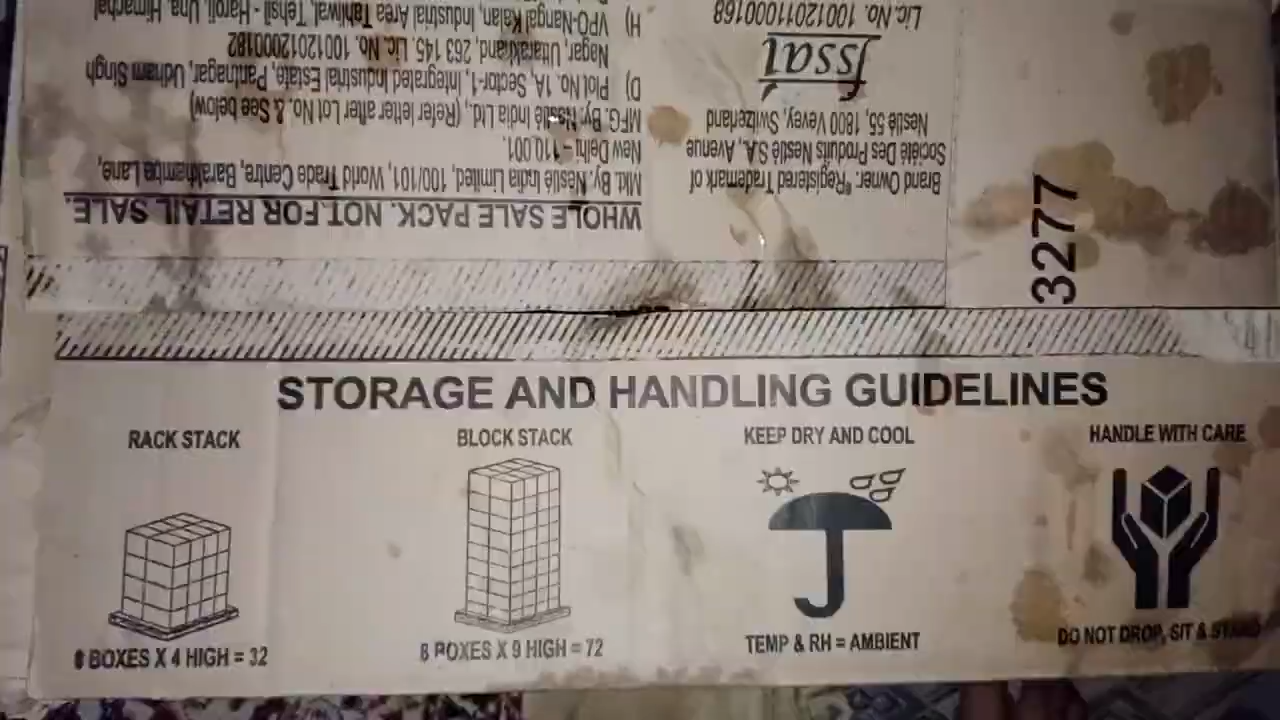 WHOLE SALE PACK. NOT FOR RETAIL SALE.
Mkt. By. Nestlé India Limited, 100/101, World Trade Centre, Barakhamba Lane,
New Delhi – 110 001.
MFG. By: Nestlé India Ltd., (Refer letter after Lot No. & See below)
D) Plot No. 1A, Sector-1, Integrated Industrial Estate, Pantnagar, Udham Singh
Nagar, Uttarakhand, 263 145. Lic. No. 10012012000182
H) VPO-Nangal Kalan, Industrial Area Tahliwal, Tehsil - Haroli, Una, Himachal
Brand Owner: ®Registered Trademark of
Société Des Produits Nestlé S.A., Avenue
Nestlé 55, 1800 Vevey, Switzerland
fssai
Lic. No. 10012011000168
3277
STORAGE AND HANDLING GUIDELINES
RACK STACK
8 BOXES X 4 HIGH = 32
BLOCK STACK
8 BOXES X 9 HIGH = 72
KEEP DRY AND COOL
TEMP & RH = AMBIENT
HANDLE WITH CARE
DO NOT DROP, SIT & STAND